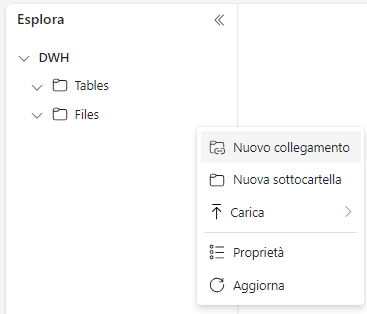 Esplora
DWH
Tables
Files
Nuovo collegamento
Nuova sottocartella
Carica
Proprietà
Aggiorna